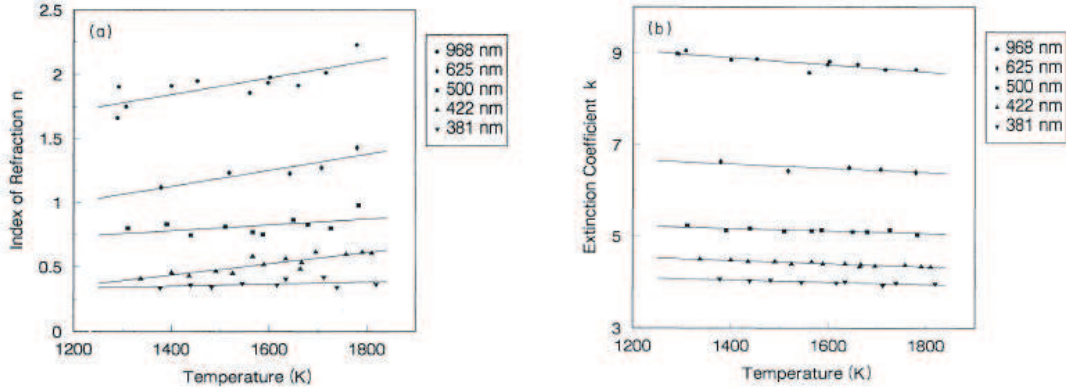 (a)
Index of Refraction n
2.5
2
1.5
1
0.5
0
1200 1400 1600 1800
Temperature (K)
968 nm
625 nm
500 nm
422 nm
381 nm
(b)
Extinction Coefficient k
9
7
5
3
1200 1400 1600 1800
Temperature (K)
968 nm
625 nm
500 nm
422 nm
381 nm